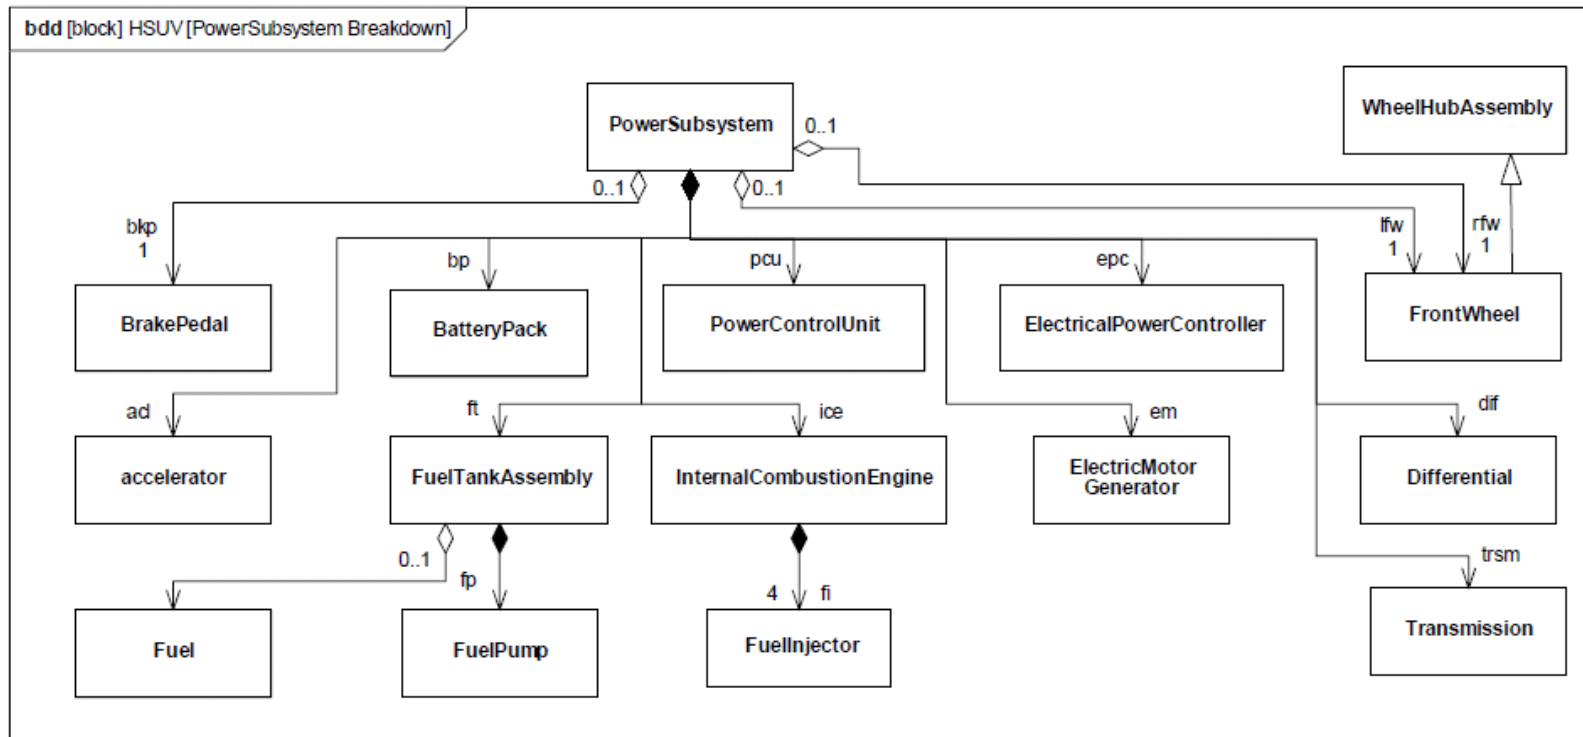 bdd [block] HSUV [PowerSubsystem Breakdown]
PowerSubsystem
WheelHubAssembly
0..1
0..1
0..1
bkp
1
bp
pcu
epc
lfw
1
rfw
1
BrakePedal
BatteryPack
PowerControlUnit
ElectricalPowerController
FrontWheel
acl
ft
ice
em
dif
accelerator
FuelTankAssembly
InternalCombustionEngine
ElectricMotor
Generator
Differential
0..1
fp
4
fi
trsm
Fuel
FuelPump
FuelInjector
Transmission